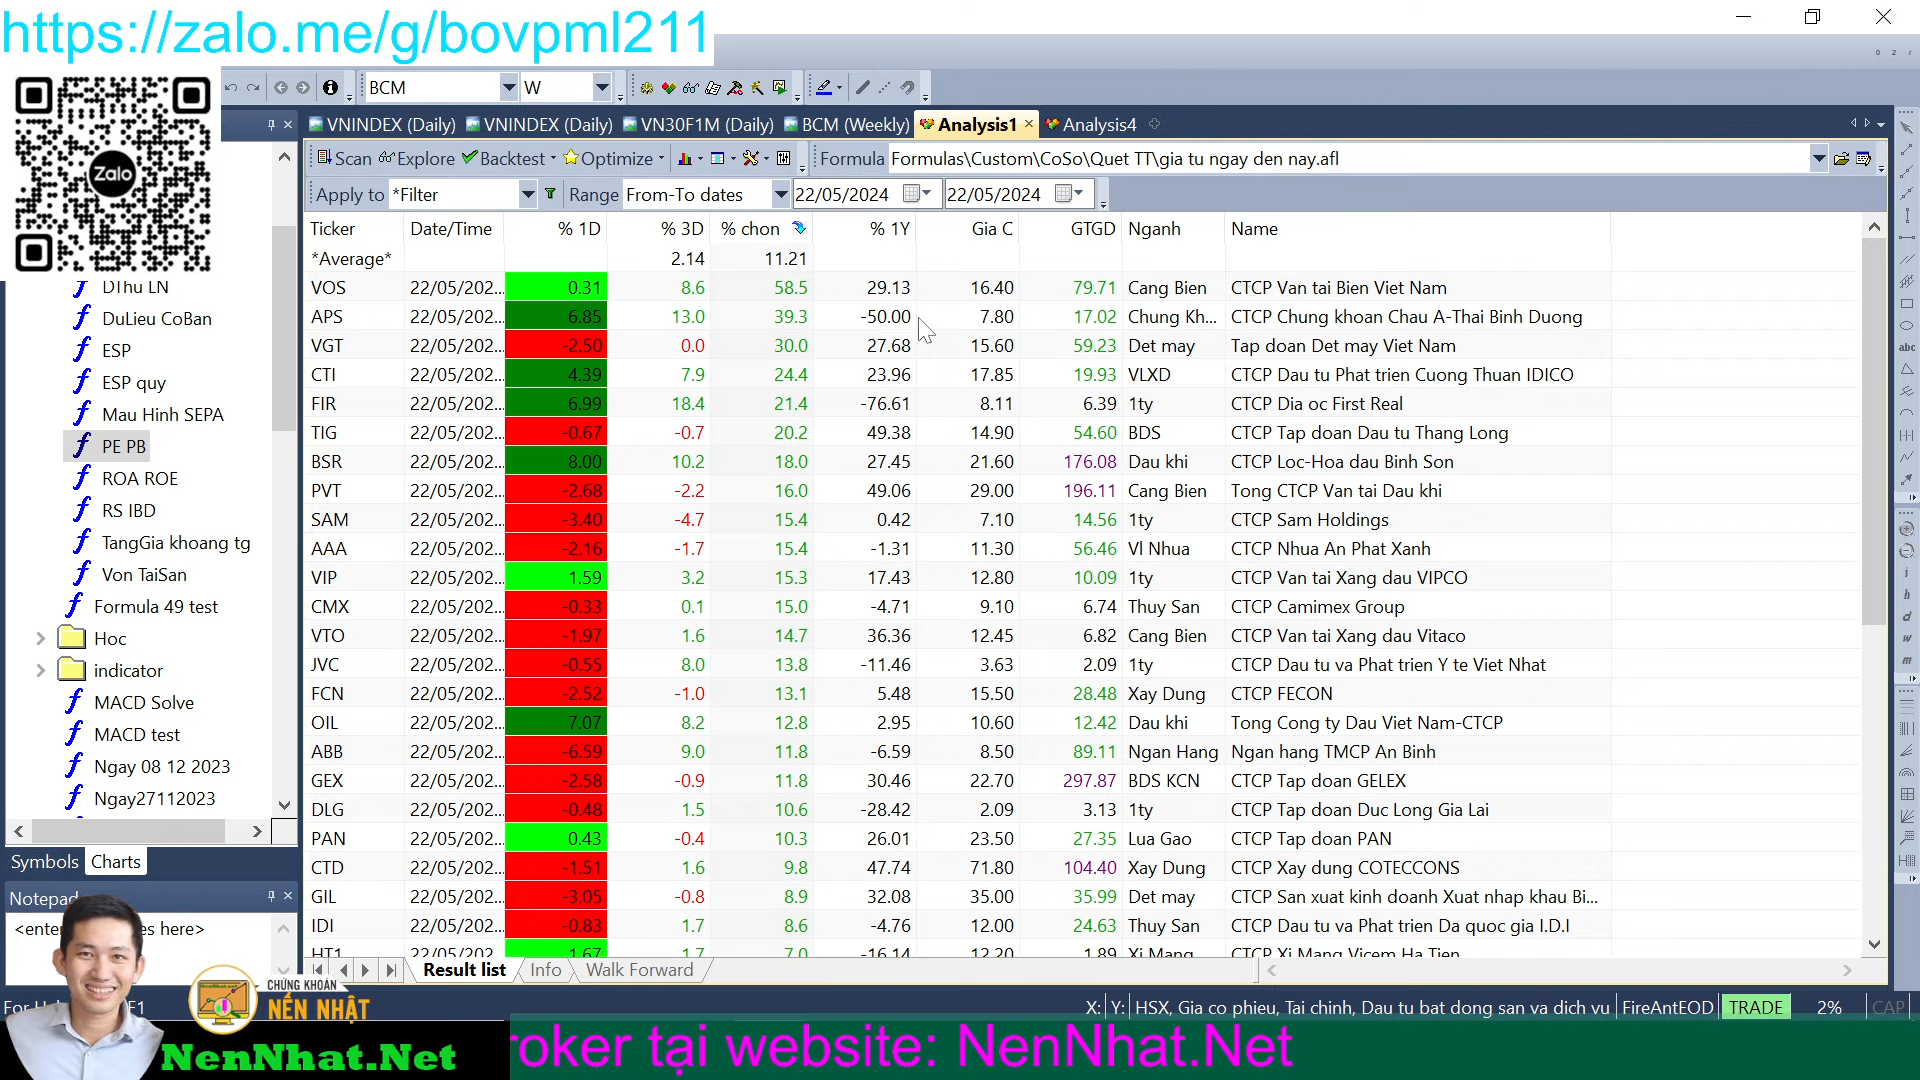 https://zalo.me/g/bovpml211
Zalo
BCM W
VNINDEX (Daily) VNINDEX (Daily) VN30F1M (Daily) BCM (Weekly) Analysis1 Analysis4
Scan Explore Backtest Optimize Formula Formulas\Custom\CoSo\Quet TT\gia tu ngay den nay.afl
Apply to *Filter Range From-To dates 22/05/2024 22/05/2024
Ticker Date/Time % 1D % 3D % chon % 1Y Gia C GTGD Nganh Name
*Average* 2.14 11.21
VOS 22/05/202... 0.31 8.6 58.5 29.13 16.40 79.71 Cang Bien CTCP Van tai Bien Viet Nam
APS 22/05/202... 6.85 13.0 39.3 -50.00 7.80 17.02 Chung Kh... CTCP Chung khoan Chau A-Thai Binh Duong
VGT 22/05/202... -2.50 0.0 30.0 27.68 15.60 59.23 Det may Tap doan Det may Viet Nam
CTI 22/05/202... 4.39 7.9 24.4 23.96 17.85 19.93 VLXD CTCP Dau tu Phat trien Cuong Thuan IDICO
FIR 22/05/202... 6.99 18.4 21.4 -76.61 8.11 6.39 1ty CTCP Dia oc First Real
TIG 22/05/202... -0.67 -0.7 20.2 49.38 14.90 54.60 BDS CTCP Tap doan Dau tu Thang Long
BSR 22/05/202... 8.00 10.2 18.0 27.45 21.60 176.08 Dau khi CTCP Loc-Hoa dau Binh Son
PVT 22/05/202... -2.68 -2.2 16.0 49.06 29.00 196.11 Cang Bien Tong CTCP Van tai Dau khi
SAM 22/05/202... -3.40 -4.7 15.4 0.42 7.10 14.56 1ty CTCP Sam Holdings
AAA 22/05/202... -2.16 -1.7 15.4 -1.31 11.30 56.46 Vl Nhua CTCP Nhua An Phat Xanh
VIP 22/05/202... 1.59 3.2 15.3 17.43 12.80 10.09 1ty CTCP Van tai Xang dau VIPCO
CMX 22/05/202... -0.33 0.1 15.0 -4.71 9.10 6.74 Thuy San CTCP Camimex Group
VTO 22/05/202... -1.97 1.6 14.7 36.36 12.45 6.82 Cang Bien CTCP Van tai Xang dau Vitaco
JVC 22/05/202... -0.55 8.0 13.8 -11.46 3.63 2.09 1ty CTCP Dau tu va Phat trien Y te Viet Nhat
FCN 22/05/202... -2.52 -1.0 13.1 5.48 15.50 28.48 Xay Dung CTCP FECON
OIL 22/05/202... 7.07 8.2 12.8 2.95 10.60 12.42 Dau khi Tong Cong ty Dau Viet Nam-CTCP
ABB 22/05/202... -6.59 9.0 11.8 -6.59 8.50 89.11 Ngan Hang Ngan hang TMCP An Binh
GEX 22/05/202... -2.58 -0.9 11.8 30.46 22.70 297.87 BDS KCN CTCP Tap doan GELEX
DLG 22/05/202... -0.48 1.5 10.6 -28.42 2.09 3.13 1ty CTCP Tap doan Duc Long Gia Lai
PAN 22/05/202... 0.43 -0.4 10.3 26.01 23.50 27.35 Lua Gao CTCP Tap doan PAN
CTD 22/05/202... -1.51 1.6 9.8 47.74 71.80 104.40 Xay Dung CTCP Xay dung COTECCONS
GIL 22/05/202... -3.05 -0.8 8.9 32.08 35.00 35.99 Det may CTCP San xuat kinh doanh Xuat nhap khau Bi...
IDI 22/05/202... -0.83 1.7 8.6 -4.76 12.00 24.63 Thuy San CTCP Dau tu va Phat trien Da quoc gia I.D.I
HT1 22/05/202... 1.67 1.7 7.0 -16.14 12.20 1.89 Xi Mang CTCP Xi Mang Vicem Ha Tien
Result list Info Walk Forward
DThu LN
DuLieu CoBan
ESP
ESP quy
Mau Hinh SEPA
PE PB
ROA ROE
RS IBD
TangGia khoang tg
Von TaiSan
Formula 49 test
Hoc
indicator
MACD Solve
MACD test
Ngay 08 12 2023
Ngay27112023
Symbols Charts
Notepad
<enter es here>
For H F1
X: Y: HSX, Gia co phieu, Tai chinh, Dau tu bat dong san va dich vu FireAntEOD TRADE 2% CAP
CHỨNG KHOÁN
NẾN NHẬT
NenNhat.Net
roker tại website: NenNhat.Net
abc
i
h
d
w
m